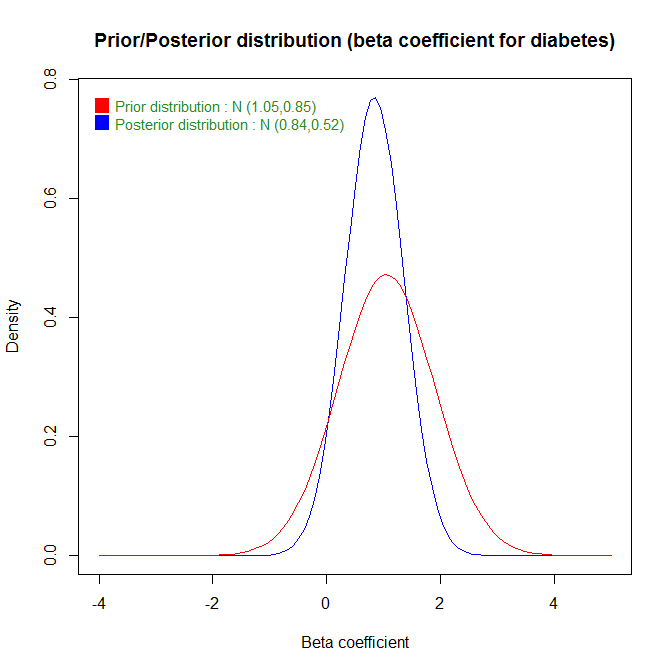 Prior/Posterior distribution (beta coefficient for diabetes)
Prior distribution : N (1.05,0.85)
Posterior distribution : N (0.84,0.52)
0.8
0.6
0.4
0.2
0.0
Density
-4 -2 0 2 4
Beta coefficient